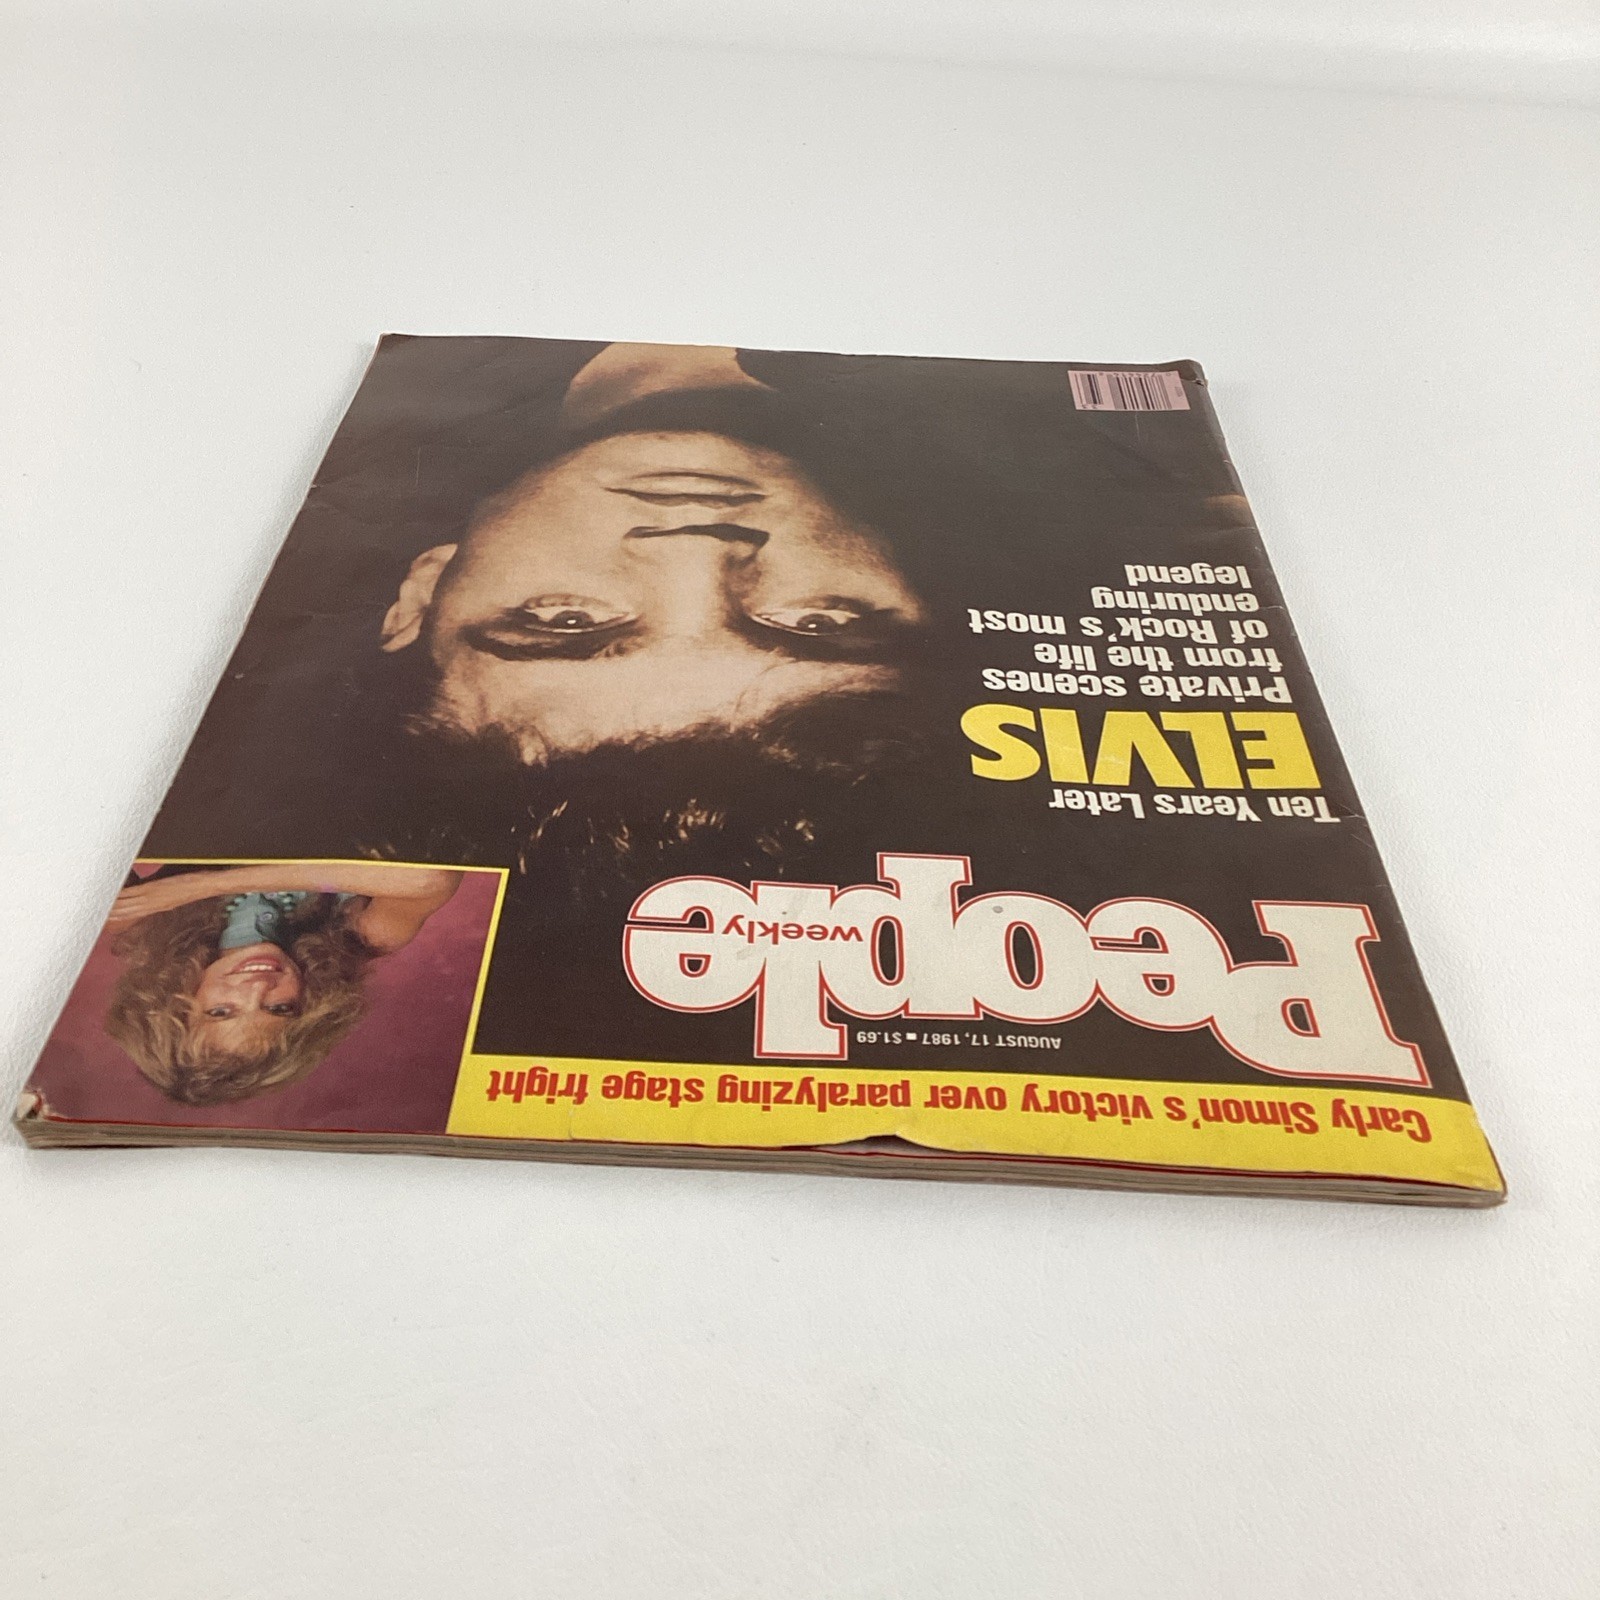 Carly Simon's victory over paralyzing stage fright
AUGUST 17, 1987 ■ $1.69
People
weekly
Ten Years Later
ELVIS
Private scenes
from the life
of Rock's most
enduring
legend